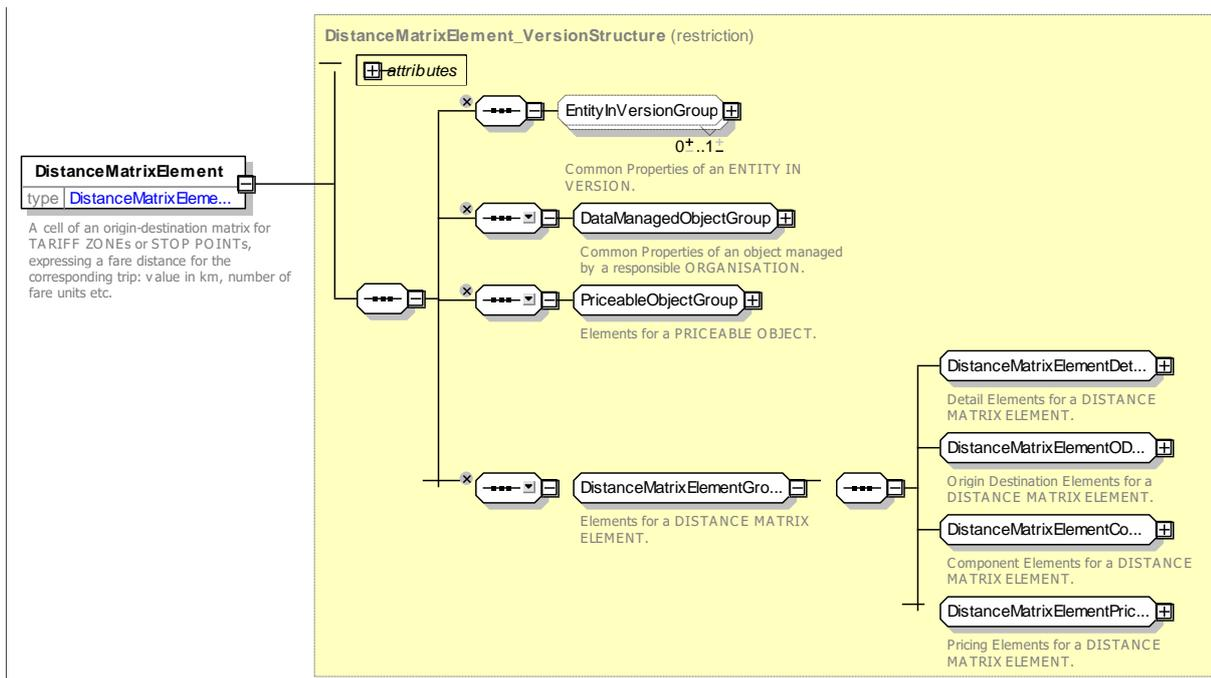 DistanceMatrixElement_VersionStructure (restriction)
attributes
EntityInVersionGroup
0..1
Common Properties of an ENTITY IN
VERSION.
DistanceMatrixElement
type DistanceMatrixEleme...
A cell of an origin-destination matrix for
TARIFF ZONEs or STOP POINTs,
expressing a fare distance for the
corresponding trip: value in km, number of
fare units etc.
DataManagedObjectGroup
Common Properties of an object managed
by a responsible ORGANISATION.
PriceableObjectGroup
Elements for a PRICEABLE OBJECT.
DistanceMatrixElementGro...
Elements for a DISTANCE MATRIX
ELEMENT.
DistanceMatrixElementDet...
Detail Elements for a DISTANCE
MATRIX ELEMENT.
DistanceMatrixElementOD...
Origin Destination Elements for a
DISTANCE MATRIX ELEMENT.
DistanceMatrixElementCo...
Component Elements for a DISTANCE
MATRIX ELEMENT.
DistanceMatrixElementPric...
Pricing Elements for a DISTANCE
MATRIX ELEMENT.